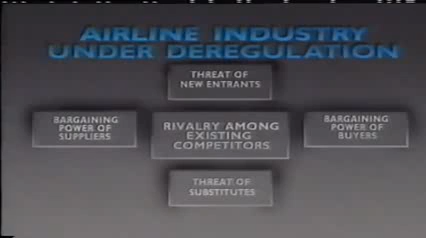 AIRLINE INDUSTRY
UNDER DEREGULATION
THREAT OF
NEW ENTRANTS
BARGAINING
POWER OF
SUPPLIERS
RIVALRY AMONG
EXISTING
COMPETITORS
BARGAINING
POWER OF
BUYERS
THREAT OF
SUBSTITUTES